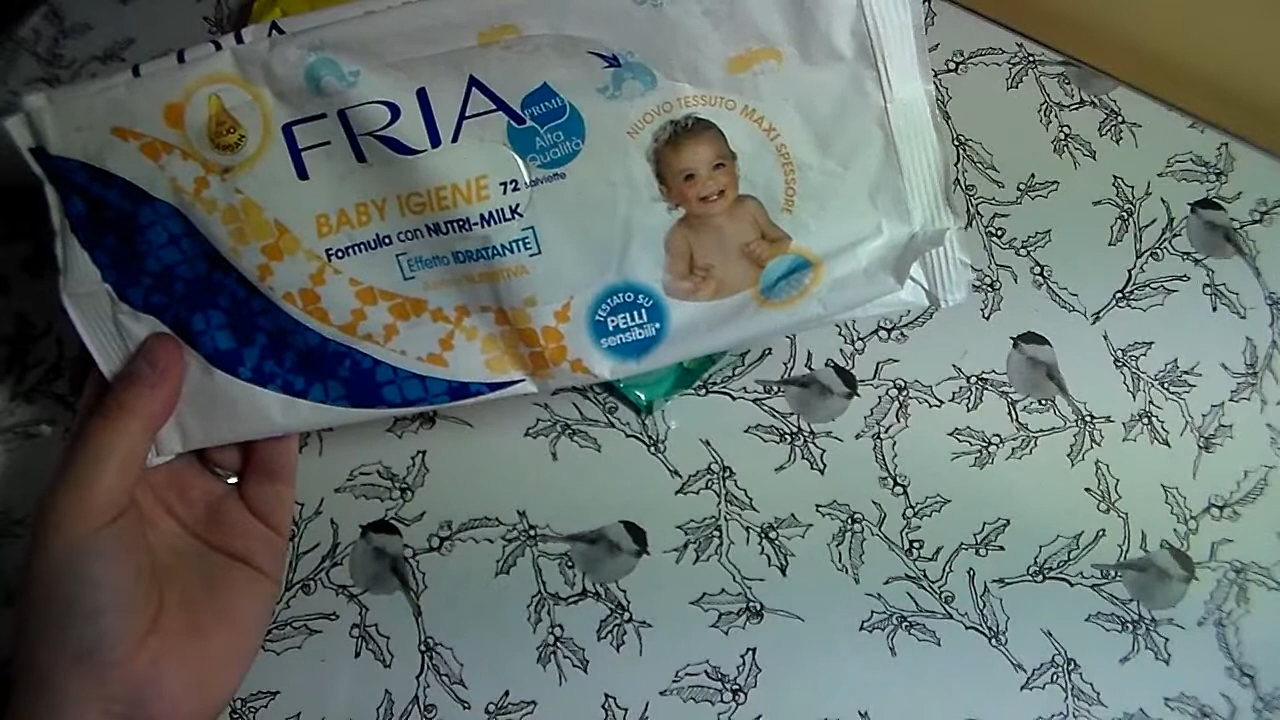 FRIA
PRIME
Alta
Qualità
BABY IGIENE
72 salviette
Formula con NUTRI-MILK
[Effetto IDRATANTE]
NUTRITIVA
NUOVO TESSUTO MAXI SPESSORE
TESTATO SU
PELLI
sensibili*